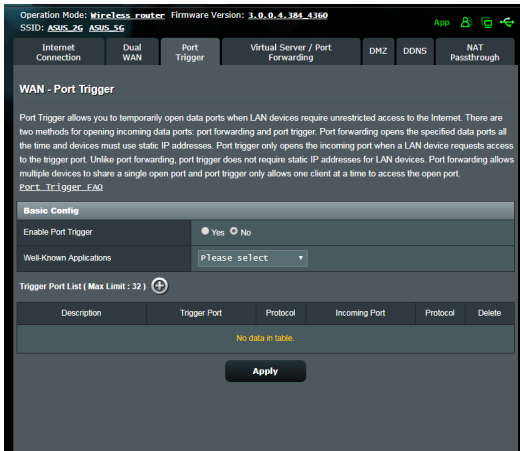 Operation Mode: Wireless router Firmware Version: 3.0.0.4.384_4360
SSID: ASUS_2G ASUS_5G
App
Internet Connection
Dual WAN
Port Trigger
Virtual Server / Port Forwarding
DMZ
DDNS
NAT Passthrough
WAN - Port Trigger
Port Trigger allows you to temporarily open data ports when LAN devices require unrestricted access to the Internet. There are
two methods for opening incoming data ports: port forwarding and port trigger. Port forwarding opens the specified data ports all
the time and devices must use static IP addresses. Port trigger only opens the incoming port when a LAN device requests access
to the trigger port. Unlike port forwarding, port trigger does not require static IP addresses for LAN devices. Port forwarding allows
multiple devices to share a single open port and port trigger only allows one client at a time to access the open port.
Port Trigger FAQ
Basic Config
Enable Port Trigger Yes No
Well-Known Applications Please select
Trigger Port List ( Max Limit : 32 )
Description Trigger Port Protocol Incoming Port Protocol Delete
No data in table.
Apply